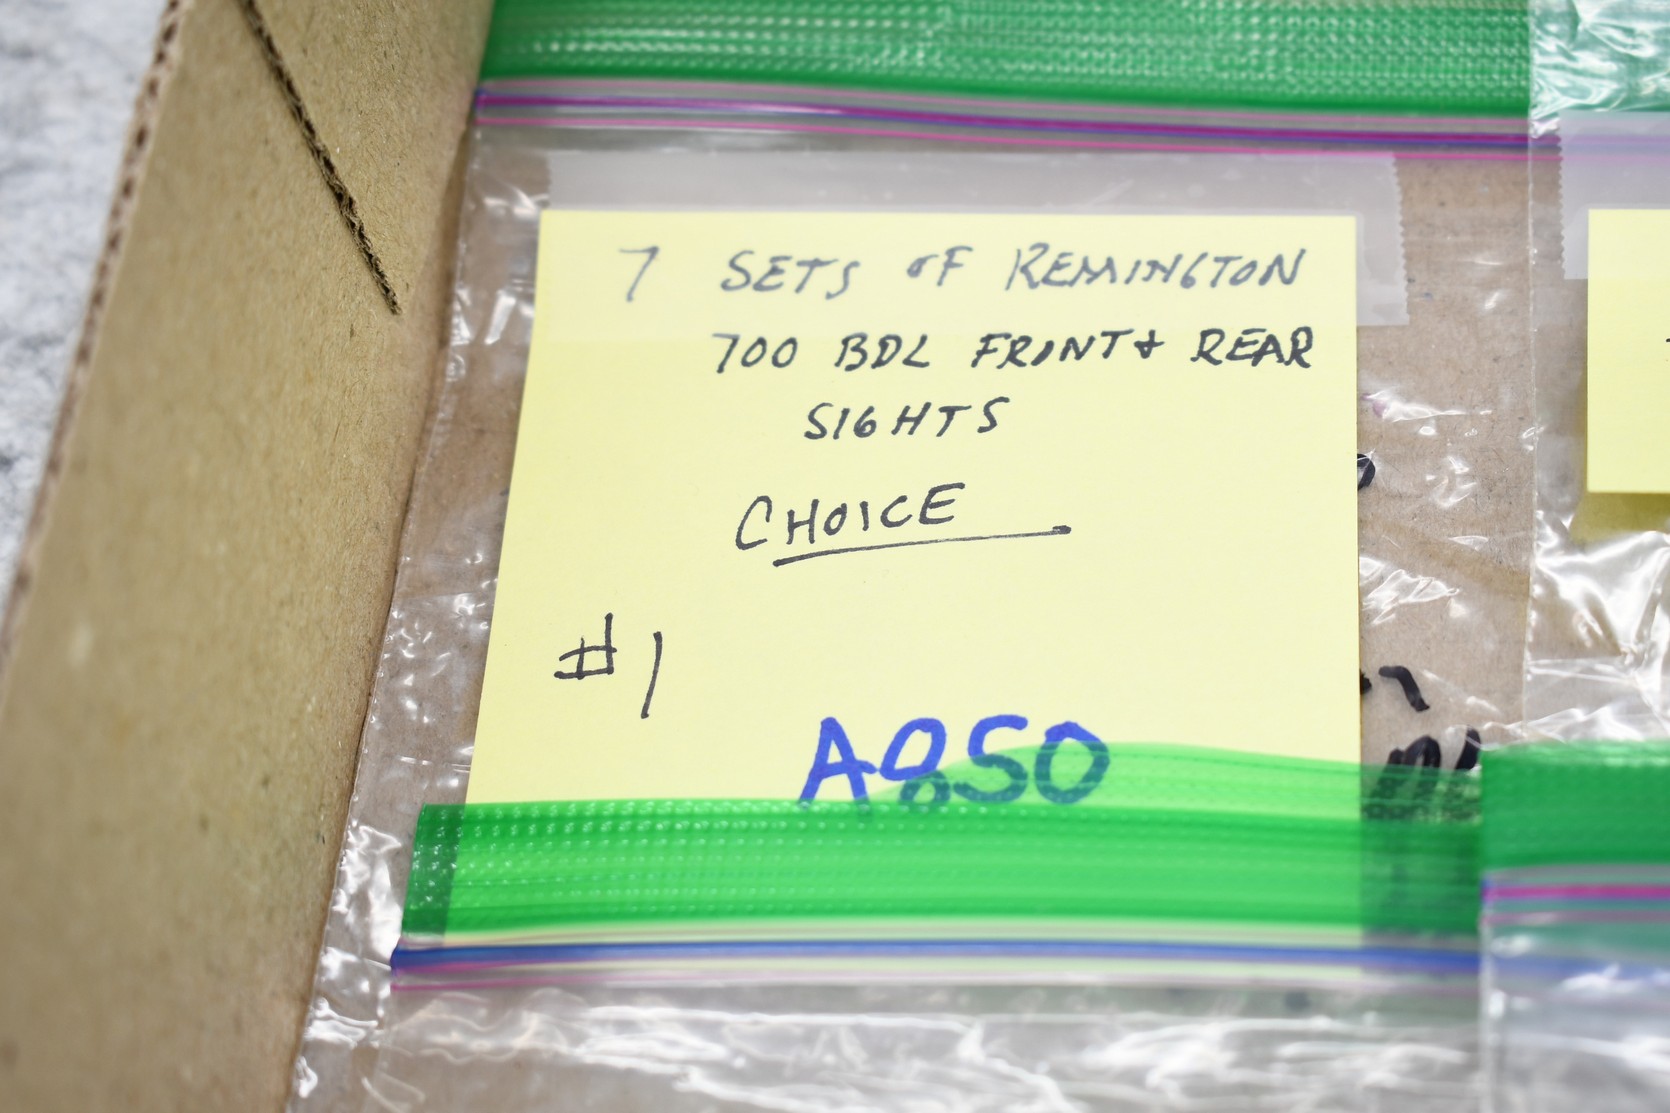 7 SETS OF REMINGTON
700 BDL FRONT & REAR
SIGHTS
CHOICE
#1
A850